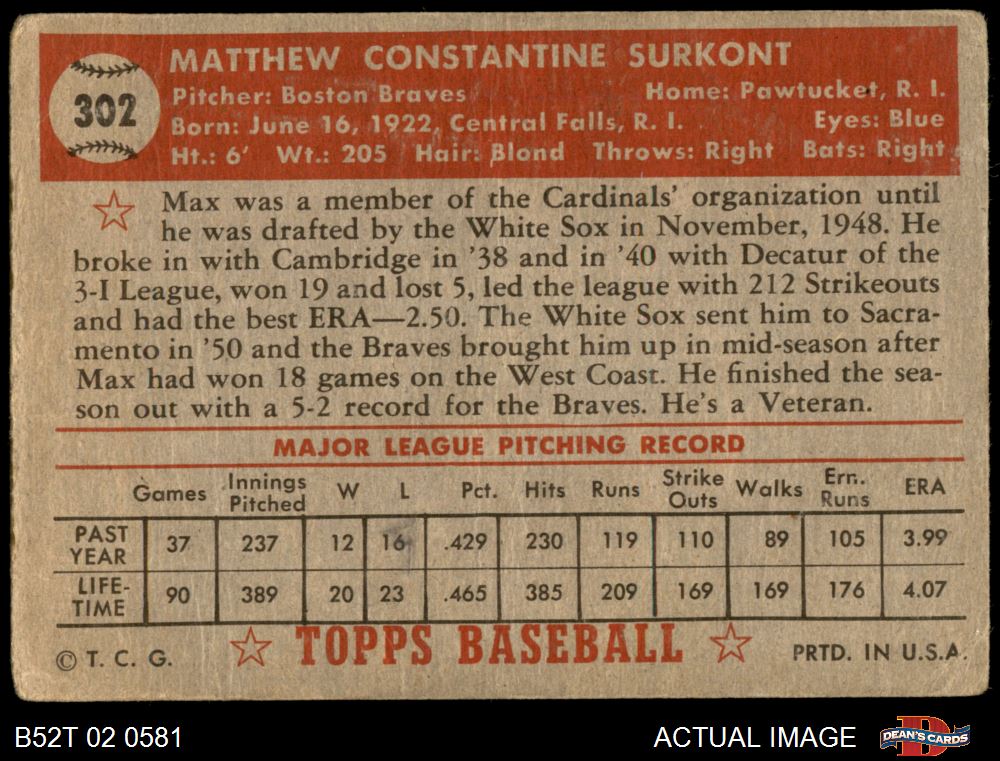 302
MATTHEW CONSTANTINE SURKONT
Pitcher: Boston Braves Home: Pawtucket, R. I.
Born: June 16, 1922, Central Falls, R. I. Eyes: Blue
Ht.: 6' Wt.: 205 Hair: Blond Throws: Right Bats: Right
Max was a member of the Cardinals' organization until
he was drafted by the White Sox in November, 1948. He
broke in with Cambridge in '38 and in '40 with Decatur of the
3-I League, won 19 and lost 5, led the league with 212 Strikeouts
and had the best ERA—2.50. The White Sox sent him to Sacra-
mento in '50 and the Braves brought him up in mid-season after
Max had won 18 games on the West Coast. He finished the sea-
son out with a 5-2 record for the Braves. He's a Veteran.
MAJOR LEAGUE PITCHING RECORD
Games Innings Pitched W L Pct. Hits Runs Strike Outs Walks Ern. Runs ERA
PAST YEAR 37 237 12 16 .429 230 119 110 89 105 3.99
LIFE-TIME 90 389 20 23 .465 385 209 169 169 176 4.07
© T. C. G. TOPPS BASEBALL PRTD. IN U.S.A.
B52T 02 0581 ACTUAL IMAGE DEAN'S CARDS